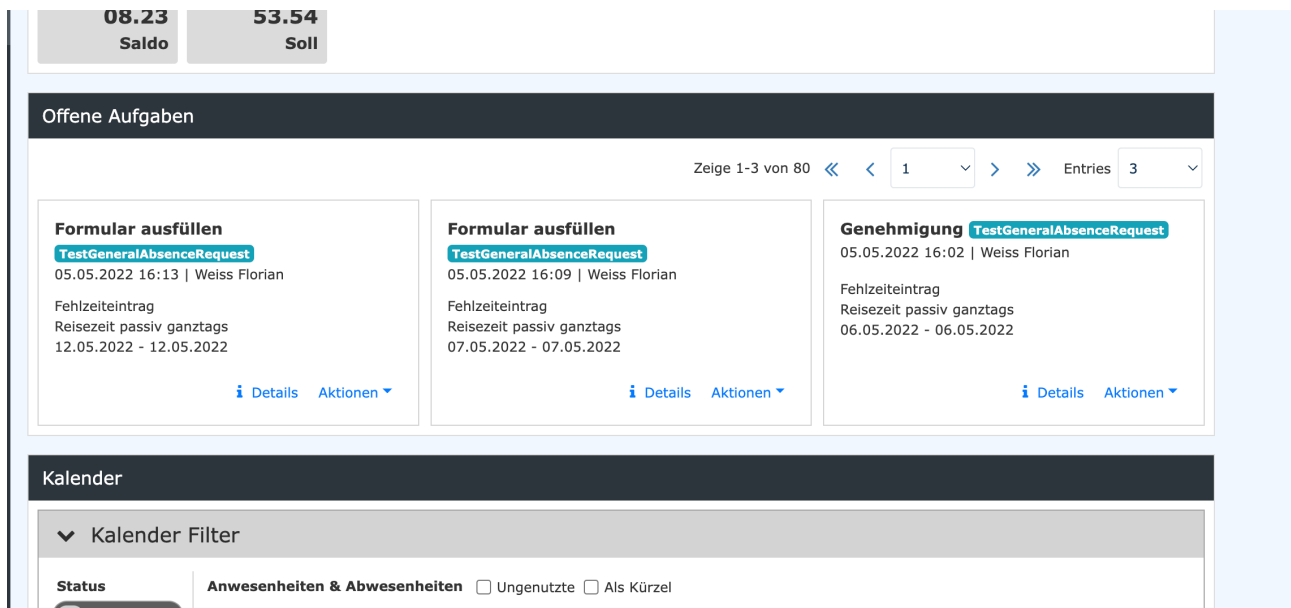 08.23 53.54
Saldo Soll
Offene Aufgaben
Zeige 1-3 von 80 1 Entries 3
Formular ausfüllen
TestGeneralAbsenceRequest
05.05.2022 16:13 | Weiss Florian
Fehlzeiteintrag
Reisezeit passiv ganztags
12.05.2022 - 12.05.2022
Details Aktionen
Formular ausfüllen
TestGeneralAbsenceRequest
05.05.2022 16:09 | Weiss Florian
Fehlzeiteintrag
Reisezeit passiv ganztags
07.05.2022 - 07.05.2022
Details Aktionen
Genehmigung TestGeneralAbsenceRequest
05.05.2022 16:02 | Weiss Florian
Fehlzeiteintrag
Reisezeit passiv ganztags
06.05.2022 - 06.05.2022
Details Aktionen
Kalender
Kalender Filter
Status Anwesenheiten & Abwesenheiten Ungenutzte Als Kürzel